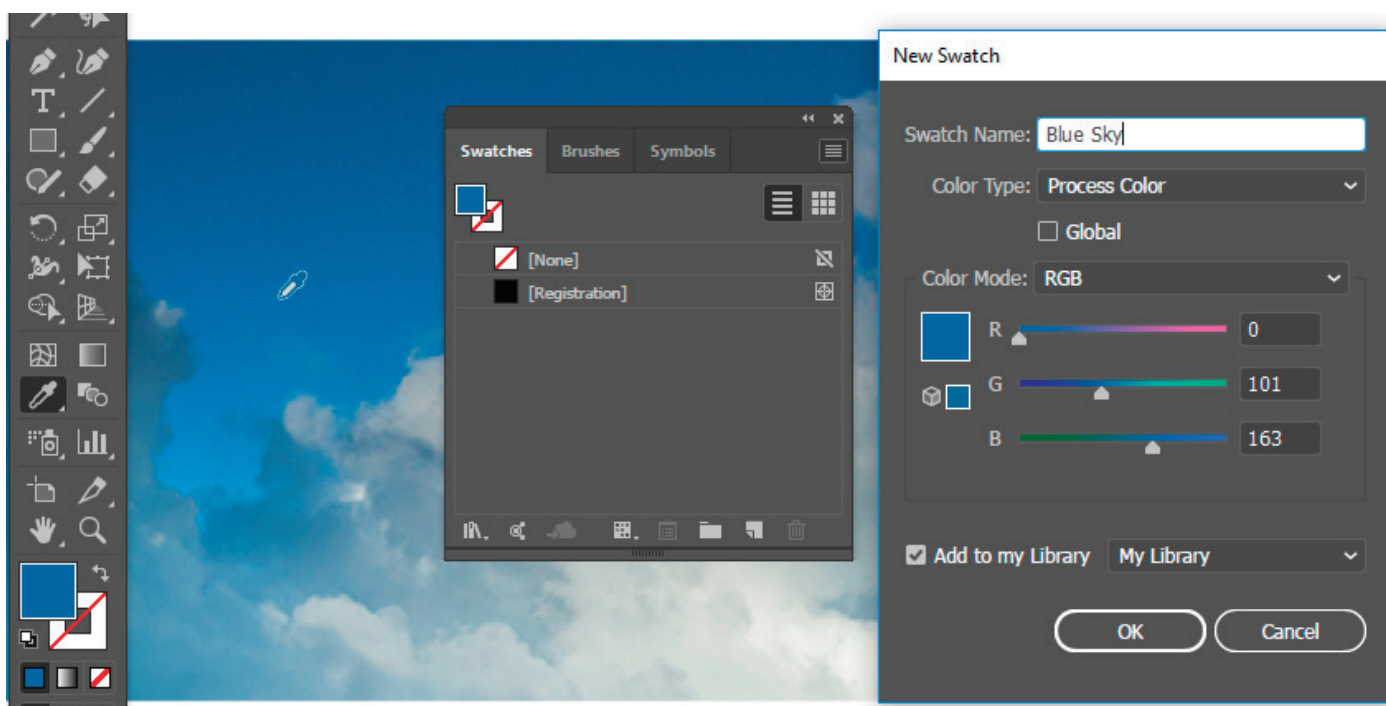 New Swatch
Swatch Name: Blue Sky
Color Type: Process Color
Global
Color Mode: RGB
R 0
G 101
B 163
Add to my Library My Library
OK Cancel
Swatches Brushes Symbols
[None]
[Registration]